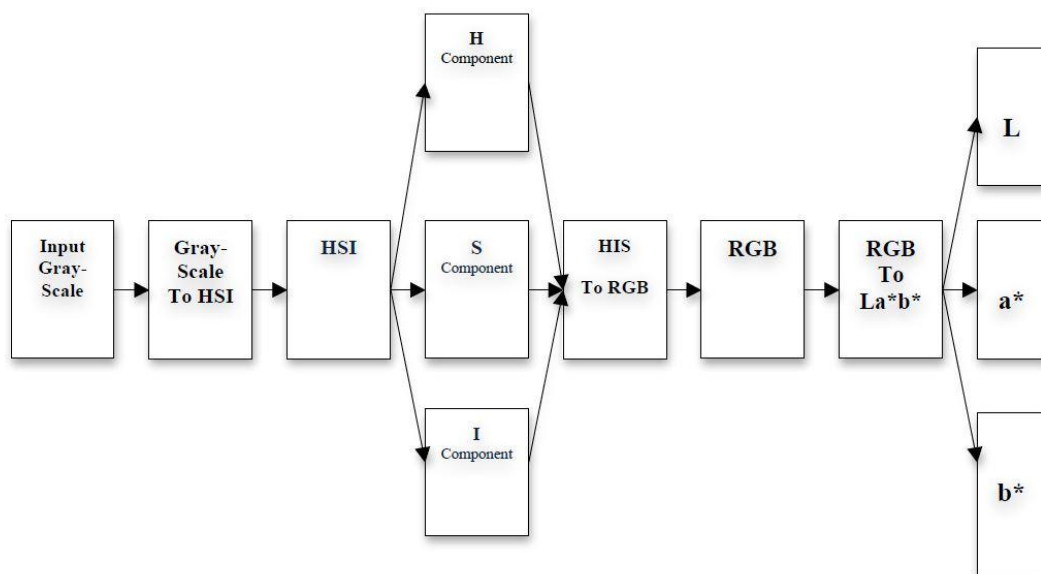 Input
Gray-
Scale
Gray-
Scale
To HSI
HSI
H
Component
S
Component
I
Component
HIS
To RGB
RGB
RGB
To
La*b*
L
a*
b*